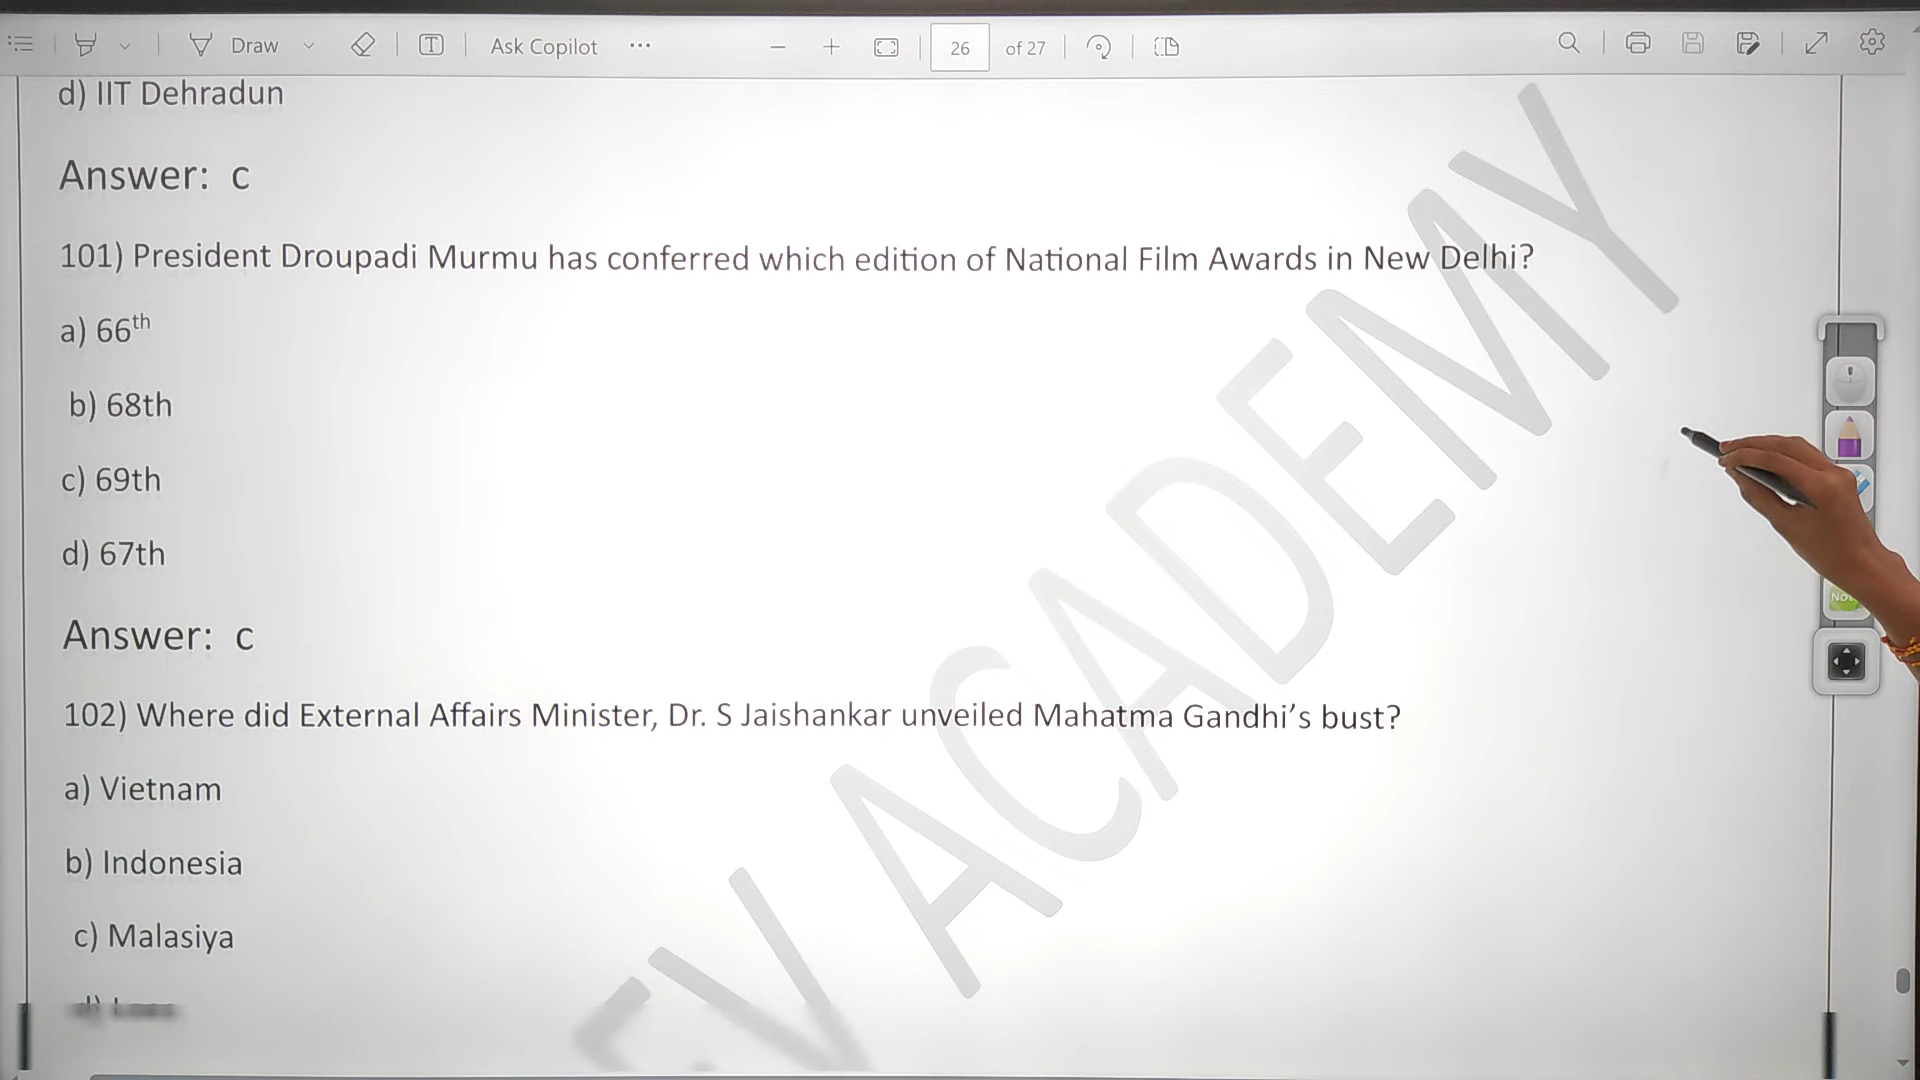 Draw
Ask Copilot
26 of 27
d) IIT Dehradun
Answer: c
101) President Droupadi Murmu has conferred which edition of National Film Awards in New Delhi?
a) 66th
b) 68th
c) 69th
d) 67th
Answer: c
102) Where did External Affairs Minister, Dr. S Jaishankar unveiled Mahatma Gandhi’s bust?
a) Vietnam
b) Indonesia
c) Malasiya
EV ACADEMY